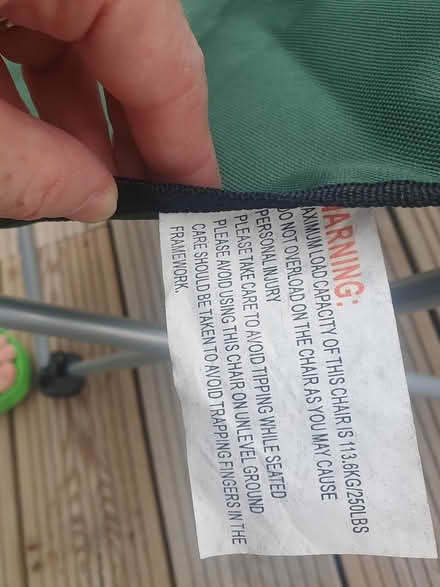 WARNING:
MAXIMUM LOAD CAPACITY OF THIS CHAIR IS 113.6KG/250LBS
DO NOT OVERLOAD ON THE CHAIR AS YOU MAY CAUSE
PERSONAL INJURY
PLEASE TAKE CARE TO AVOID TIPPING WHILE SEATED
PLEASE AVOID USING THIS CHAIR ON UNLEVEL GROUND
CARE SHOULD BE TAKEN TO AVOID TRAPPING FINGERS IN THE
FRAMEWORK